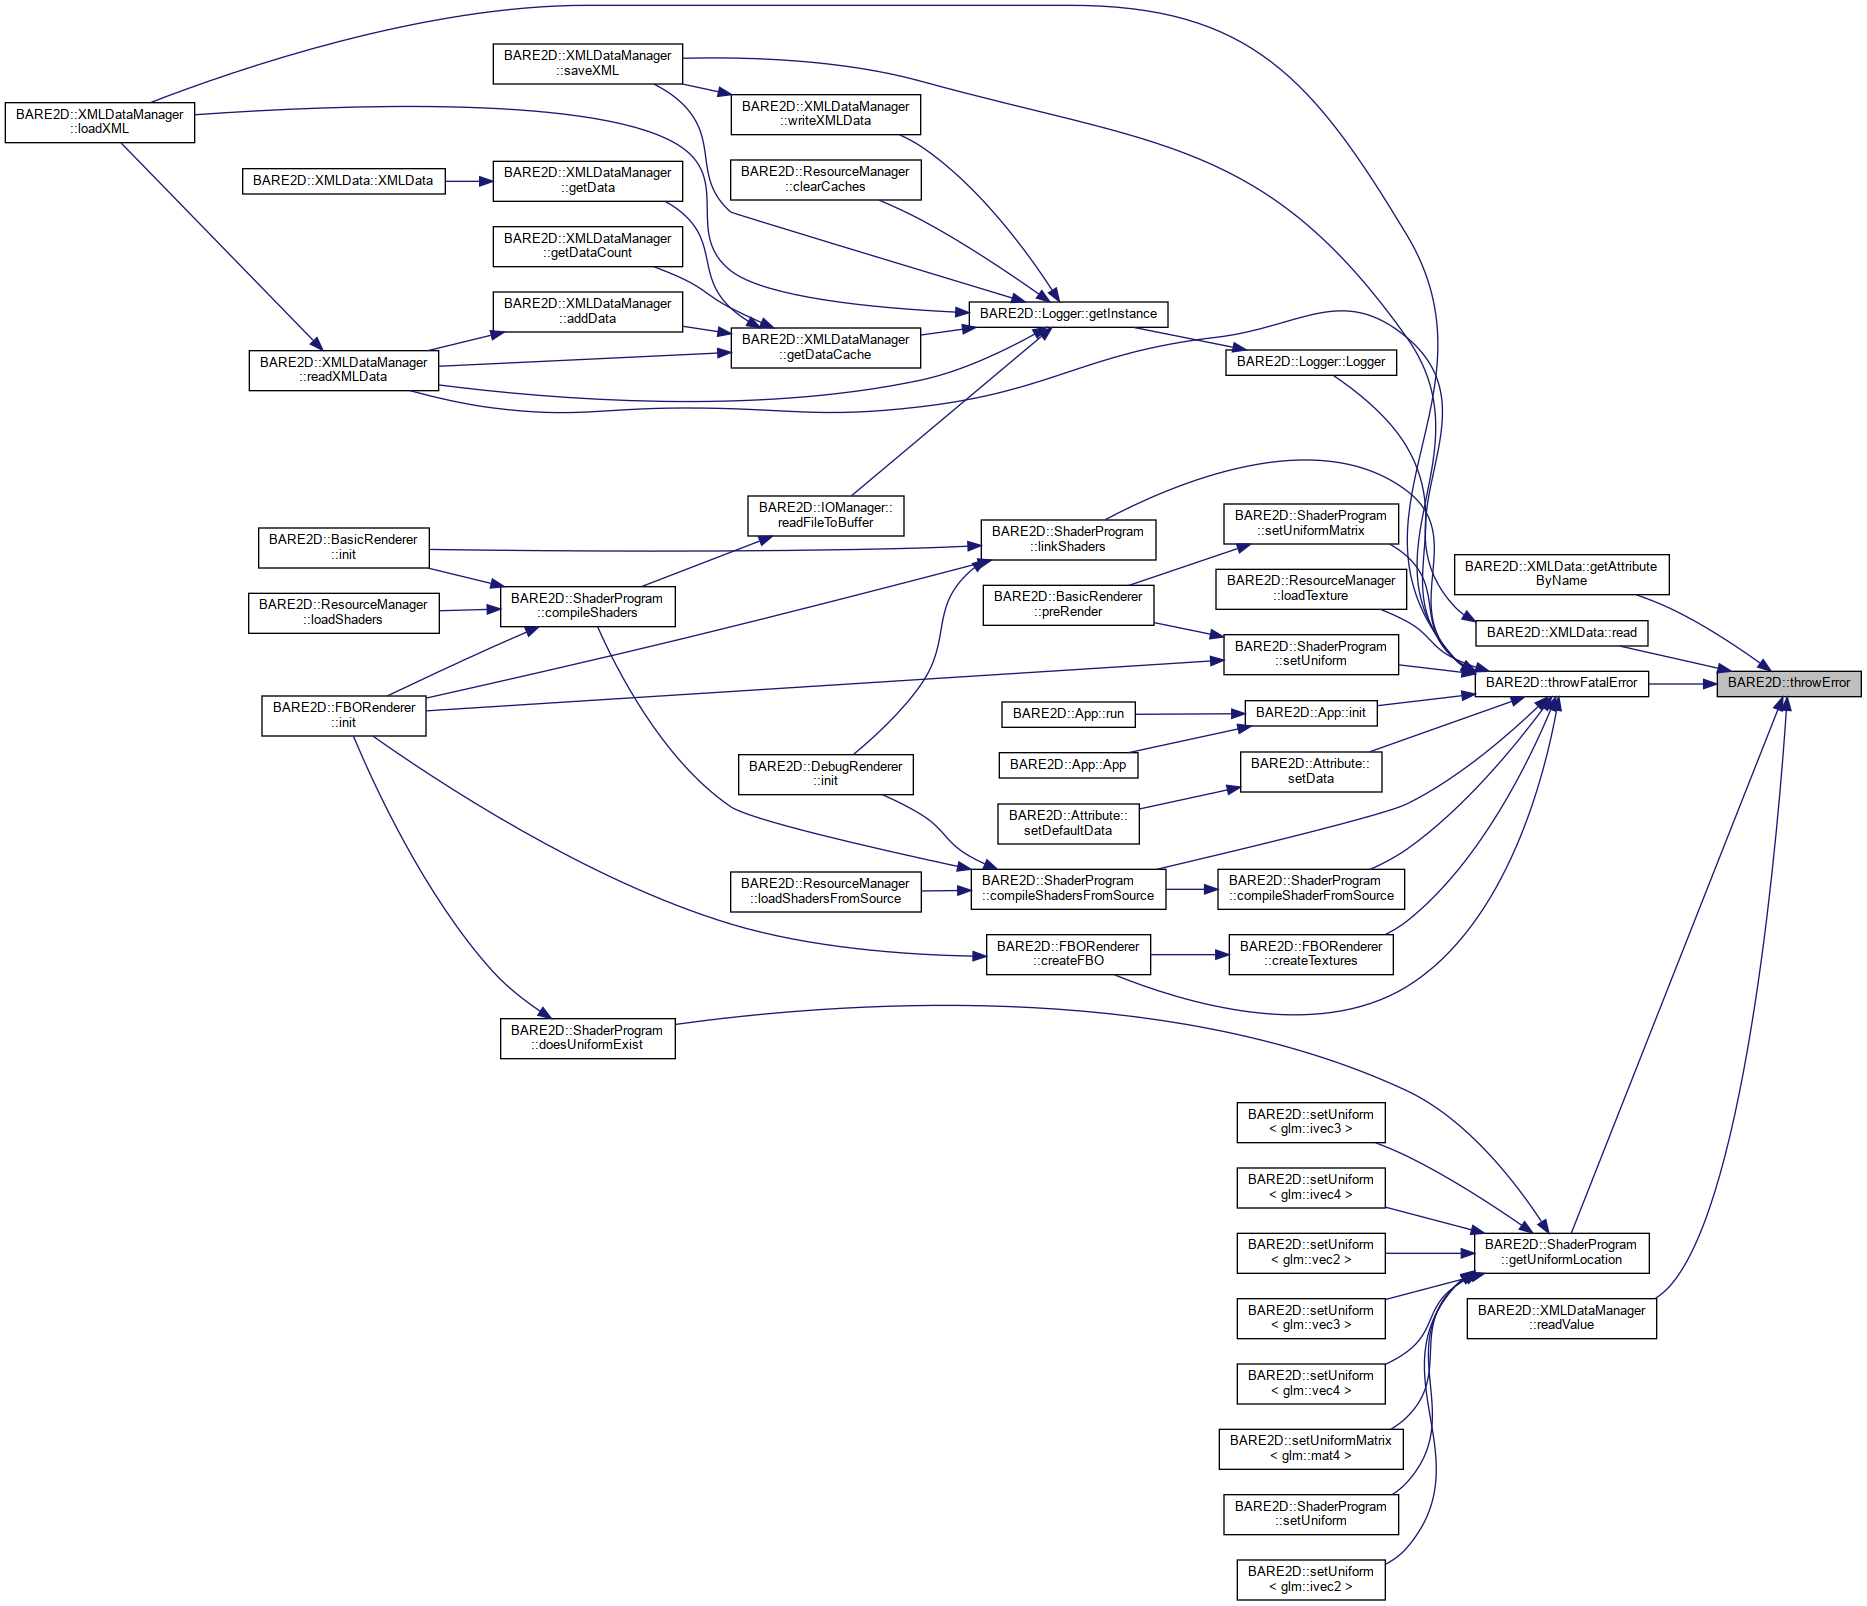 BARE2D::XMLDataManager
::saveXML
BARE2D::XMLDataManager
::loadXML
BARE2D::XMLDataManager
::writeXMLData
BARE2D::XMLData::XMLData
BARE2D::XMLDataManager
::getData
BARE2D::ResourceManager
::clearCaches
BARE2D::XMLDataManager
::getDataCount
BARE2D::XMLDataManager
::addData
BARE2D::Logger::getInstance
BARE2D::XMLDataManager
::readXMLData
BARE2D::XMLDataManager
::getDataCache
BARE2D::Logger::Logger
BARE2D::IOManager::
readFileToBuffer
BARE2D::ShaderProgram
::setUniformMatrix
BARE2D::BasicRenderer
::init
BARE2D::ShaderProgram
::linkShaders
BARE2D::XMLData::getAttribute
ByName
BARE2D::ResourceManager
::loadTexture
BARE2D::ResourceManager
::loadShaders
BARE2D::ShaderProgram
::compileShaders
BARE2D::BasicRenderer
::preRender
BARE2D::XMLData::read
BARE2D::ShaderProgram
::setUniform
BARE2D::throwFatalError
BARE2D::throwError
BARE2D::FBORenderer
::init
BARE2D::App::run
BARE2D::App::init
BARE2D::DebugRenderer
::init
BARE2D::App::App
BARE2D::Attribute::
setData
BARE2D::Attribute::
setDefaultData
BARE2D::ResourceManager
::loadShadersFromSource
BARE2D::ShaderProgram
::compileShadersFromSource
BARE2D::ShaderProgram
::compileShaderFromSource
BARE2D::FBORenderer
::createFBO
BARE2D::FBORenderer
::createTextures
BARE2D::ShaderProgram
::doesUniformExist
BARE2D::setUniform
< glm::ivec3 >
BARE2D::setUniform
< glm::ivec4 >
BARE2D::setUniform
< glm::vec2 >
BARE2D::ShaderProgram
::getUniformLocation
BARE2D::setUniform
< glm::vec3 >
BARE2D::XMLDataManager
::readValue
BARE2D::setUniform
< glm::vec4 >
BARE2D::setUniformMatrix
< glm::mat4 >
BARE2D::ShaderProgram
::setUniform
BARE2D::setUniform
< glm::ivec2 >